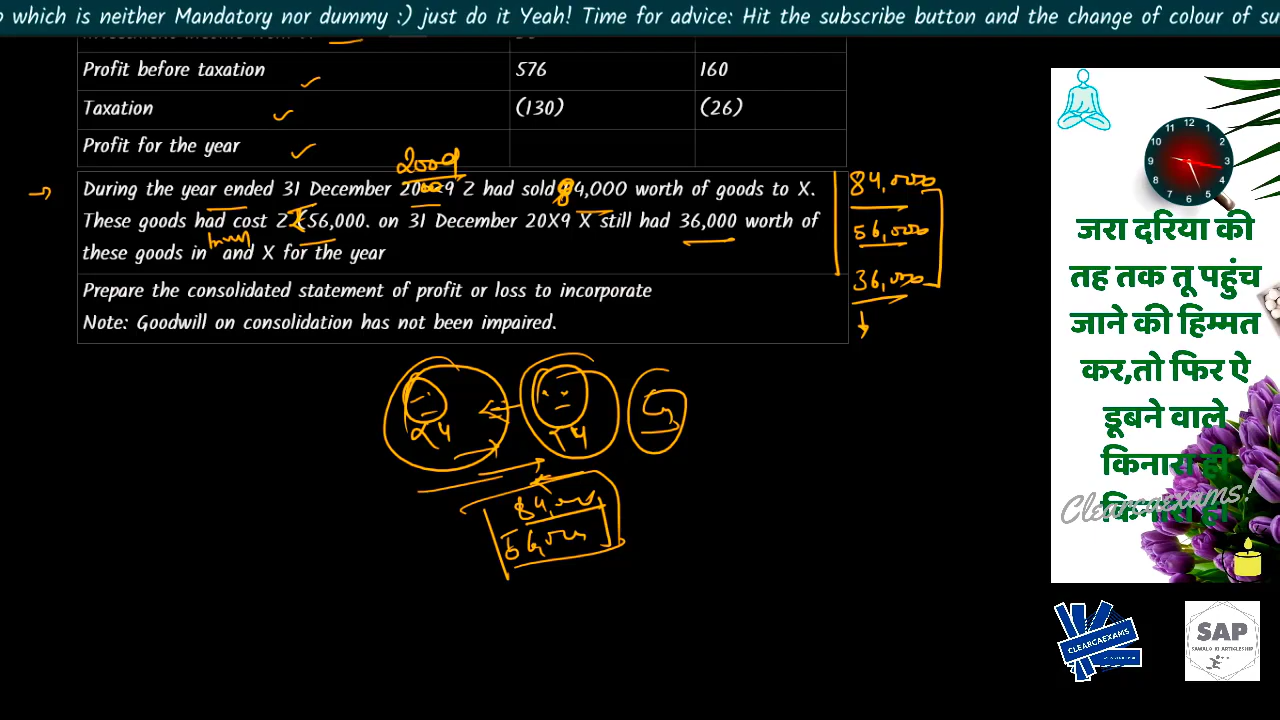 which is neither Mandatory nor dummy :) just do it Yeah! Time for advice: Hit the subscribe button and the change of colour of su
Profit before taxation 576 160
Taxation (130) (26)
Profit for the year
2009
During the year ended 31 December 9 Z had sold 84,000 worth of goods to X.
These goods had cost Z 56,000. on 31 December 20X9 X still had 36,000 worth of
these goods in and X for the year
84,000
56,000
36,000
Prepare the consolidated statement of profit or loss to incorporate
Note: Goodwill on consolidation has not been impaired.
84,000
56,000
जरा दरिया की
तह तक तू पहुंच
जाने की हिम्मत
कर,तो फिर ऐ
डूबने वाले
किनारा ही
किनारा है।
Clearcaexams!
CLEARCAEXAMS
SAP
SAMALO KI ARTICLESHIP